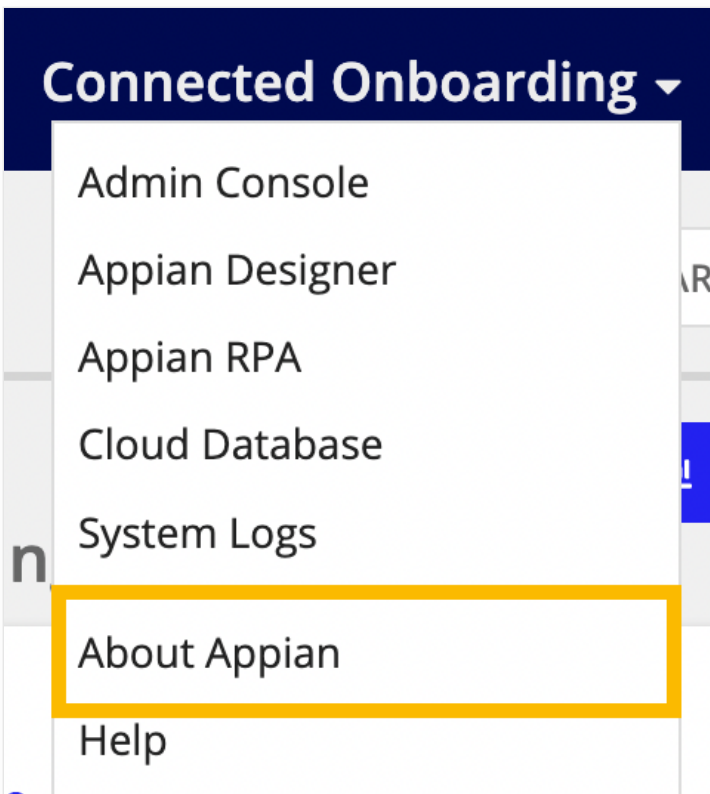 Connected Onboarding
Admin Console
Appian Designer
Appian RPA
Cloud Database
System Logs
About Appian
Help